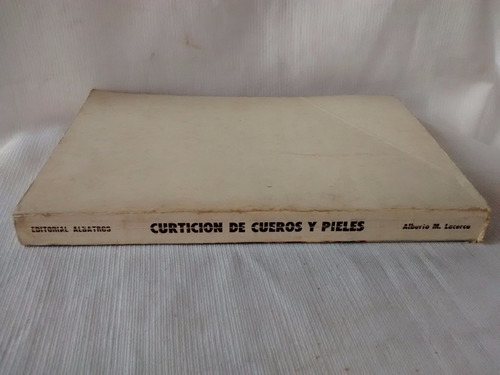 EDITORIAL ALBATROS CURTICION DE CUEROS Y PIELES Alberto M. Lacerca